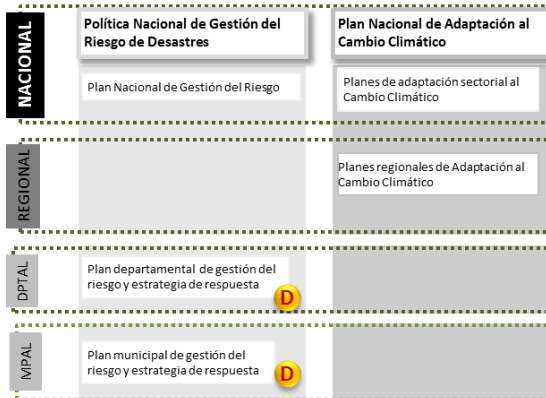 NACIONAL
Política Nacional de Gestión del
Riesgo de Desastres
Plan Nacional de Adaptación al
Cambio Climático
Plan Nacional de Gestión del Riesgo
Planes de adaptación sectorial al
Cambio Climático
REGIONAL
Planes regionales de Adaptación al
Cambio Climático
DPTAL
Plan departamental de gestión del
riesgo y estrategia de respuesta
D
MPAL
Plan municipal de gestión del
riesgo y estrategia de respuesta
D